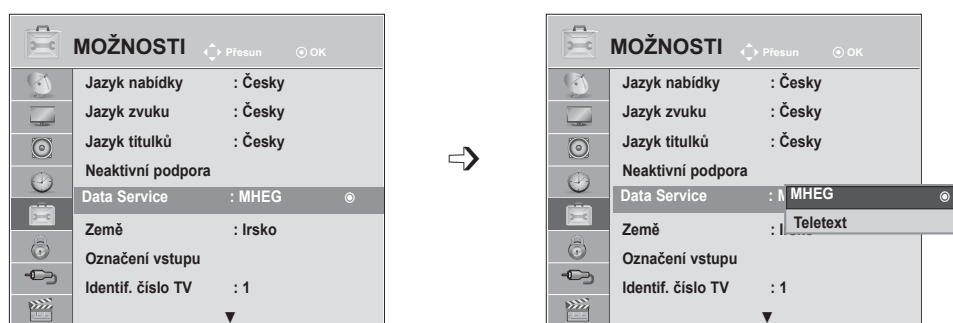 MOŽNOSTI Přesun OK
Jazyk nabídky : Česky
Jazyk zvuku : Česky
Jazyk titulků : Česky
Neaktivní podpora
Data Service : MHEG
Země : Irsko
Označení vstupu
Identif. číslo TV : 1
MOŽNOSTI Přesun OK
Jazyk nabídky : Česky
Jazyk zvuku : Česky
Jazyk titulků : Česky
Neaktivní podpora
Data Service : M MHEG
Teletext
Země : I
Označení vstupu
Identif. číslo TV : 1